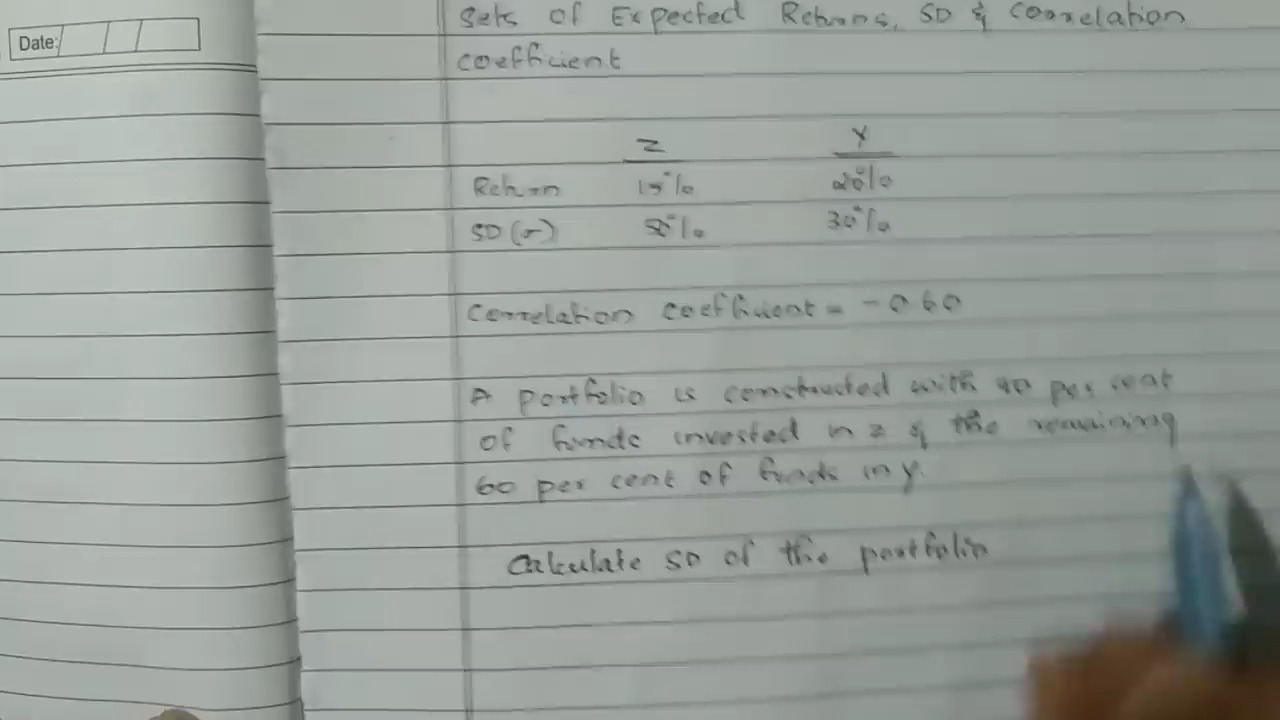 Date:
Sets of Expected Returns, SD & coorelation
coefficient
Z Y
Return 15% 20%
SD (σ) 30%
Correlation coefficient = -0.60
A portfolio is constructed with 40 per cent
of funds invested in z & the remaining
60 per cent of funds in y.
Calculate SD of the portfolio